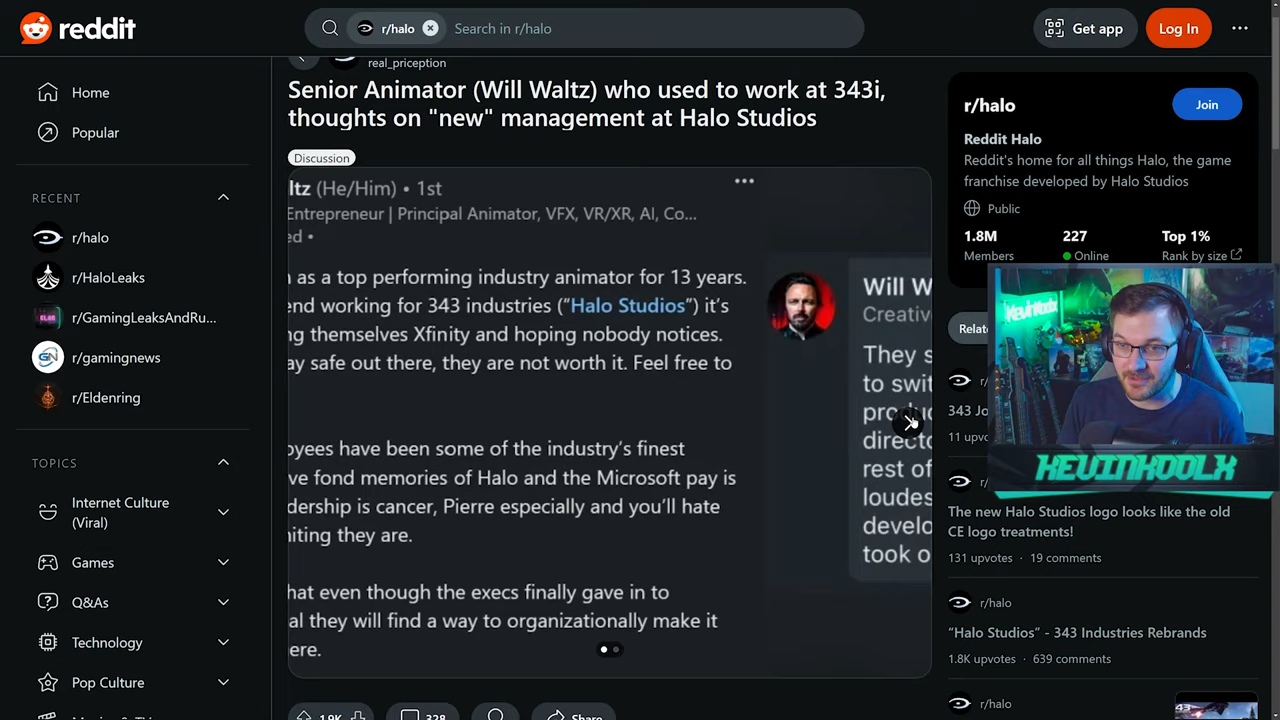 reddit
r/halo
Search in r/halo
Get app
Log In
Home
Popular
RECENT
r/halo
r/HaloLeaks
r/GamingLeaksAndRu...
r/gamingnews
r/Eldenring
TOPICS
Internet Culture
(Viral)
Games
Q&As
Technology
Pop Culture
real_priception
Senior Animator (Will Waltz) who used to work at 343i,
thoughts on "new" management at Halo Studios
Discussion
ltz (He/Him) • 1st
Entrepreneur | Principal Animator, VFX, VR/XR, AI, Co...
ed •
as a top performing industry animator for 13 years.
end working for 343 industries ("Halo Studios") it's
ng themselves Xfinity and hoping nobody notices.
ay safe out there, they are not worth it. Feel free to
oyees have been some of the industry's finest
ve fond memories of Halo and the Microsoft pay is
dership is cancer, Pierre especially and you'll hate
niting they are.
hat even though the execs finally gave in to
al they will find a way to organizationally make it
ere.
Will W
Creativ
They s
to swit
produc
directo
rest of
loudes
develo
took o
1.9K
328
Share
r/halo
Join
Reddit Halo
Reddit's home for all things Halo, the game
franchise developed by Halo Studios
Public
1.8M
227
Top 1%
Members
Online
Rank by size
Relate
r/
343 Jo
11 upvo
KEVINKOOLX
r/
The new Halo Studios logo looks like the old
CE logo treatments!
131 upvotes • 19 comments
r/halo
"Halo Studios" - 343 Industries Rebrands
1.8K upvotes • 639 comments
r/halo